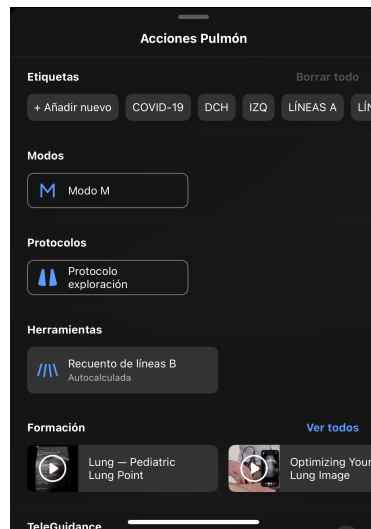 Acciones Pulmón
Etiquetas Borrar todo
+ Añadir nuevo COVID-19 DCH IZQ LÍNEAS A
Modos
Modo M
Protocolos
Protocolo
exploración
Herramientas
Recuento de líneas B
Autocalculada
Formación Ver todos
Lung — Pediatric
Lung Point
Optimizing Your
Lung Image
TeleGuidance